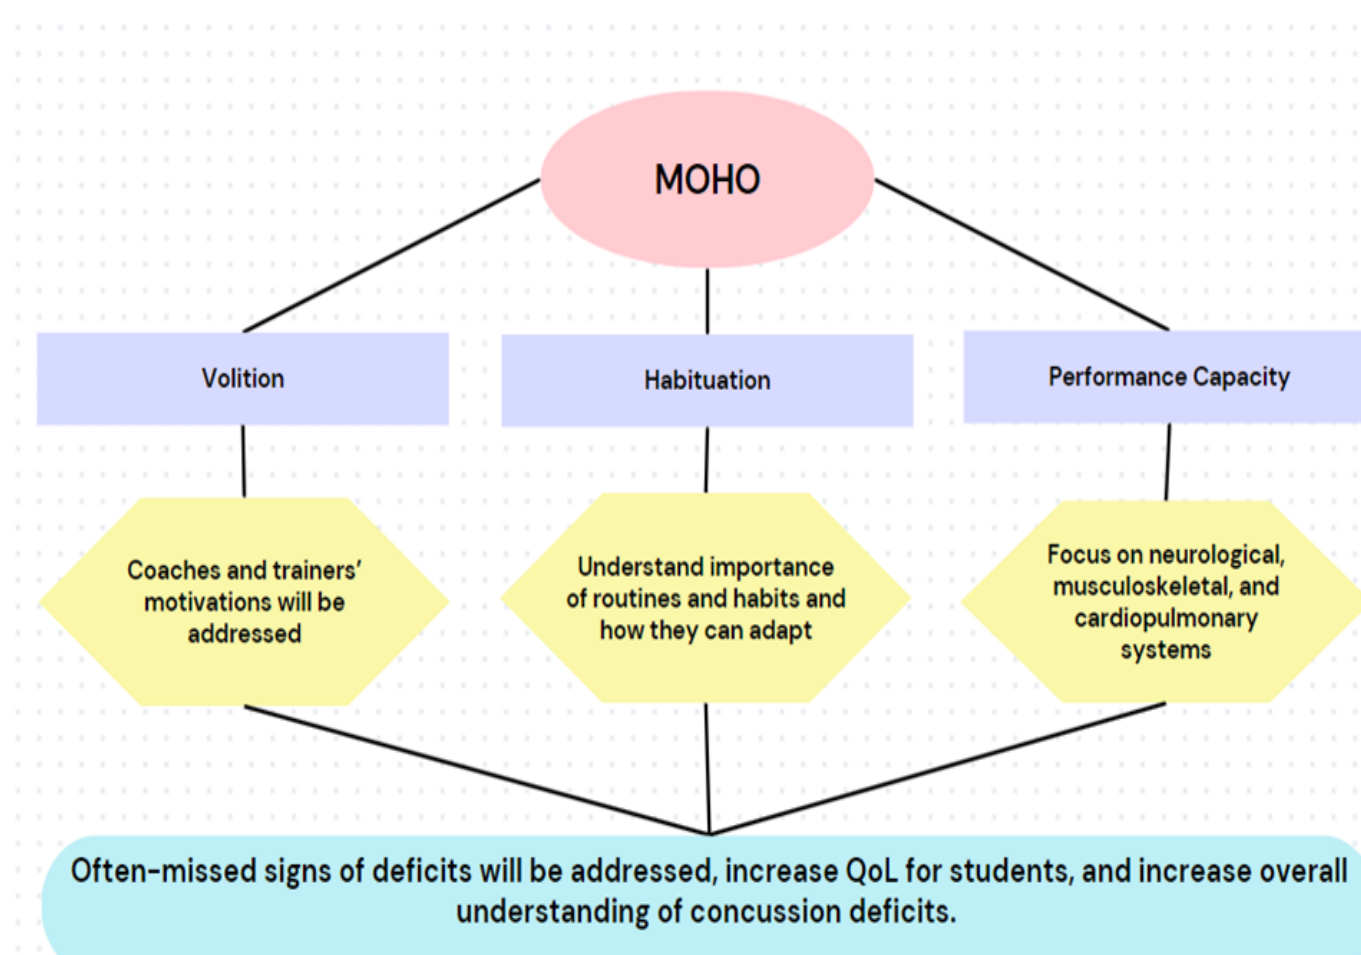 MOHO
Volition
Habituation
Performance Capacity
Coaches and trainers’
motivations will be
addressed
Understand importance
of routines and habits and
how they can adapt
Focus on neurological,
musculoskeletal, and
cardiopulmonary
systems
Often-missed signs of deficits will be addressed, increase QoL for students, and increase overall
understanding of concussion deficits.